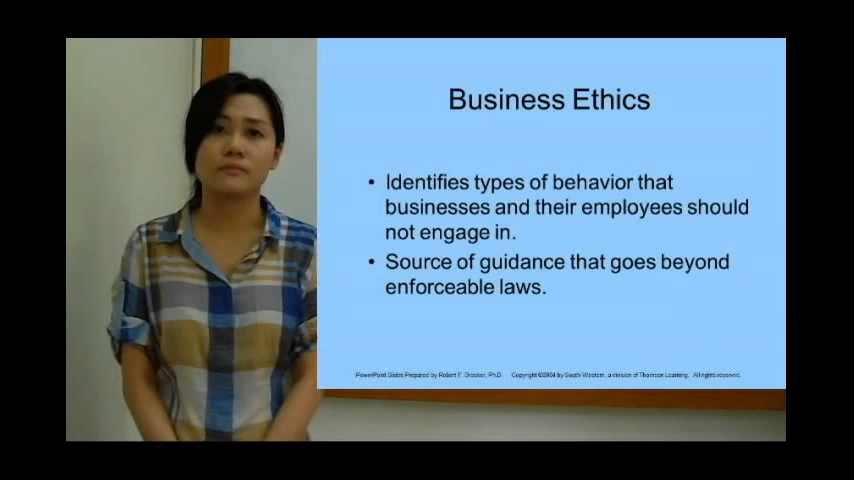 Business Ethics
• Identifies types of behavior that
businesses and their employees should
not engage in.
• Source of guidance that goes beyond
enforceable laws.
PowerPoint Slides Prepared by Robert F. Brooker, Ph.D. Copyright ©2004 by South-Western, a division of Thomson Learning. All rights reserved.